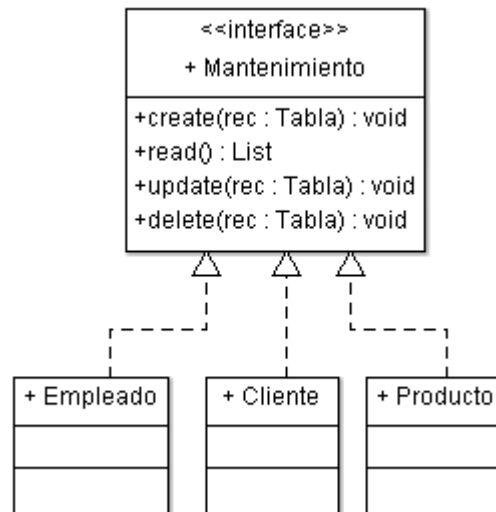 <<interface>>
+ Mantenimiento
+create(rec : Tabla) : void
+read() : List
+update(rec : Tabla) : void
+delete(rec : Tabla) : void
+ Empleado
+ Cliente
+ Producto